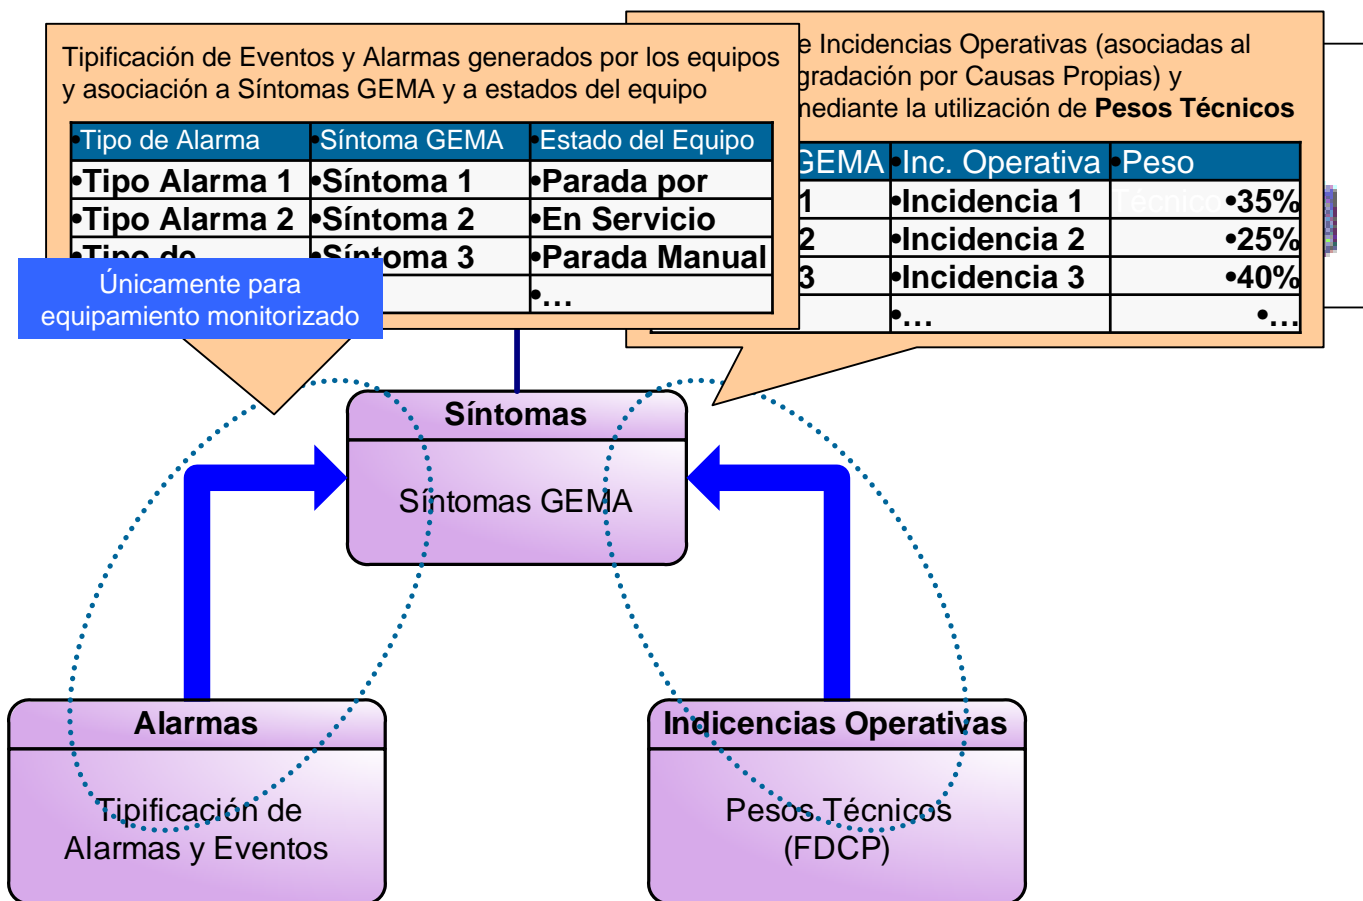 Tipificación de Eventos y Alarmas generados por los equipos
y asociación a Síntomas GEMA y a estados del equipo
•Tipo de Alarma •Síntoma GEMA •Estado del Equipo
•Tipo Alarma 1 •Síntoma 1 •Parada por
•Tipo Alarma 2 •Síntoma 2 •En Servicio
•Tipo de •Síntoma 3 •Parada Manual
•…
Únicamente para
equipamiento monitorizado
e Incidencias Operativas (asociadas al
gradación por Causas Propias) y
mediante la utilización de Pesos Técnicos
GEMA •Inc. Operativa •Peso Técnico
1 •Incidencia 1 •35%
2 •Incidencia 2 •25%
3 •Incidencia 3 •40%
•… •…
Síntomas
Síntomas GEMA
Alarmas
Tipificación de
Alarmas y Eventos
Indicencias Operativas
Pesos Técnicos
(FDCP)